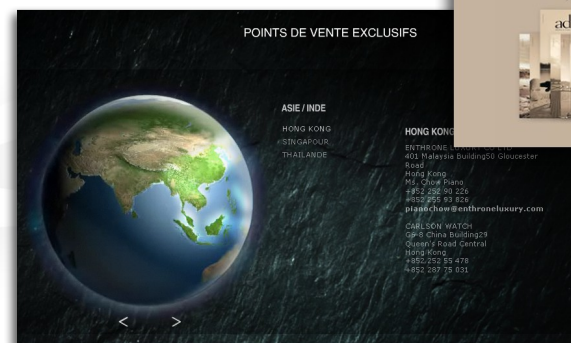 POINTS DE VENTE EXCLUSIFS
ad
ASIE / INDE
HONG KONG
SINGAPOUR
THAILANDE
HONG KONG
ENTHRONE LUXURY CO LTD
401 Malaysia Building50 Gloucester
Road
Hong Kong
Ms. Chow Piano
+852 252 90 226
+852 255 93 826
pianochow@enthroneluxury.com
CARLSON WATCH
G6-8 China Building29
Queen's Road Central
Hong Kong
+852 252 55 478
+852 287 75 031
< >